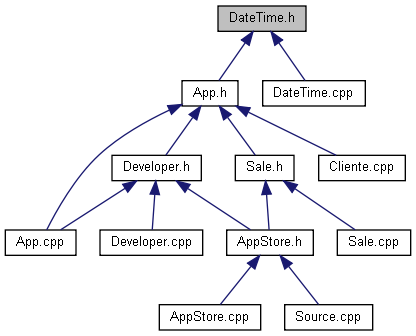 DateTime.h
App.h
DateTime.cpp
Developer.h
Sale.h
Cliente.cpp
App.cpp
Developer.cpp
AppStore.h
Sale.cpp
AppStore.cpp
Source.cpp